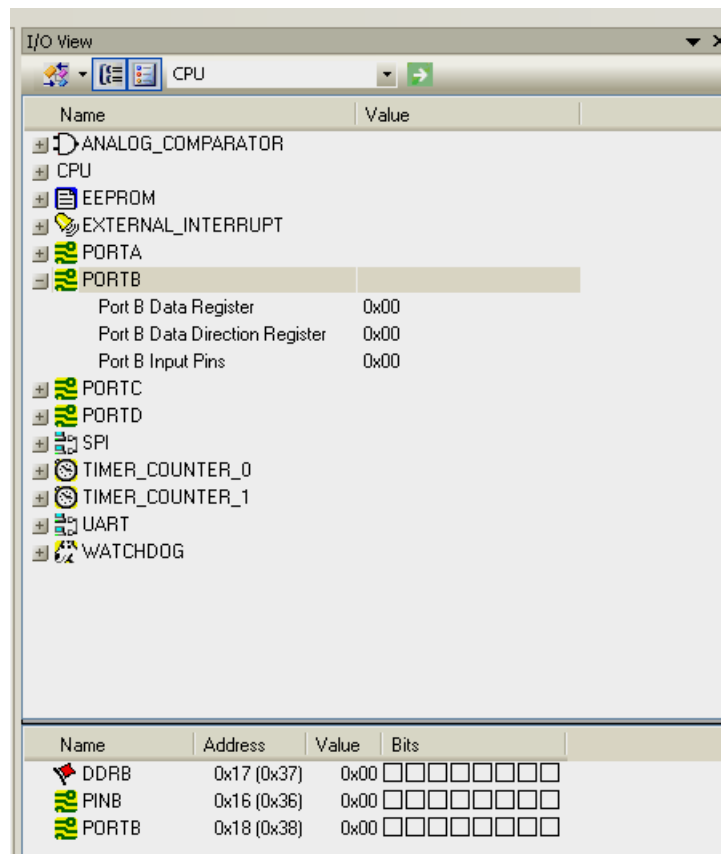 I/O View
CPU
Name Value
ANALOG_COMPARATOR
CPU
EEPROM
EXTERNAL_INTERRUPT
PORTA
PORTB
Port B Data Register 0x00
Port B Data Direction Register 0x00
Port B Input Pins 0x00
PORTC
PORTD
SPI
TIMER_COUNTER_0
TIMER_COUNTER_1
UART
WATCHDOG
Name Address Value Bits
DDRB 0x17 (0x37) 0x00
PINB 0x16 (0x36) 0x00
PORTB 0x18 (0x38) 0x00